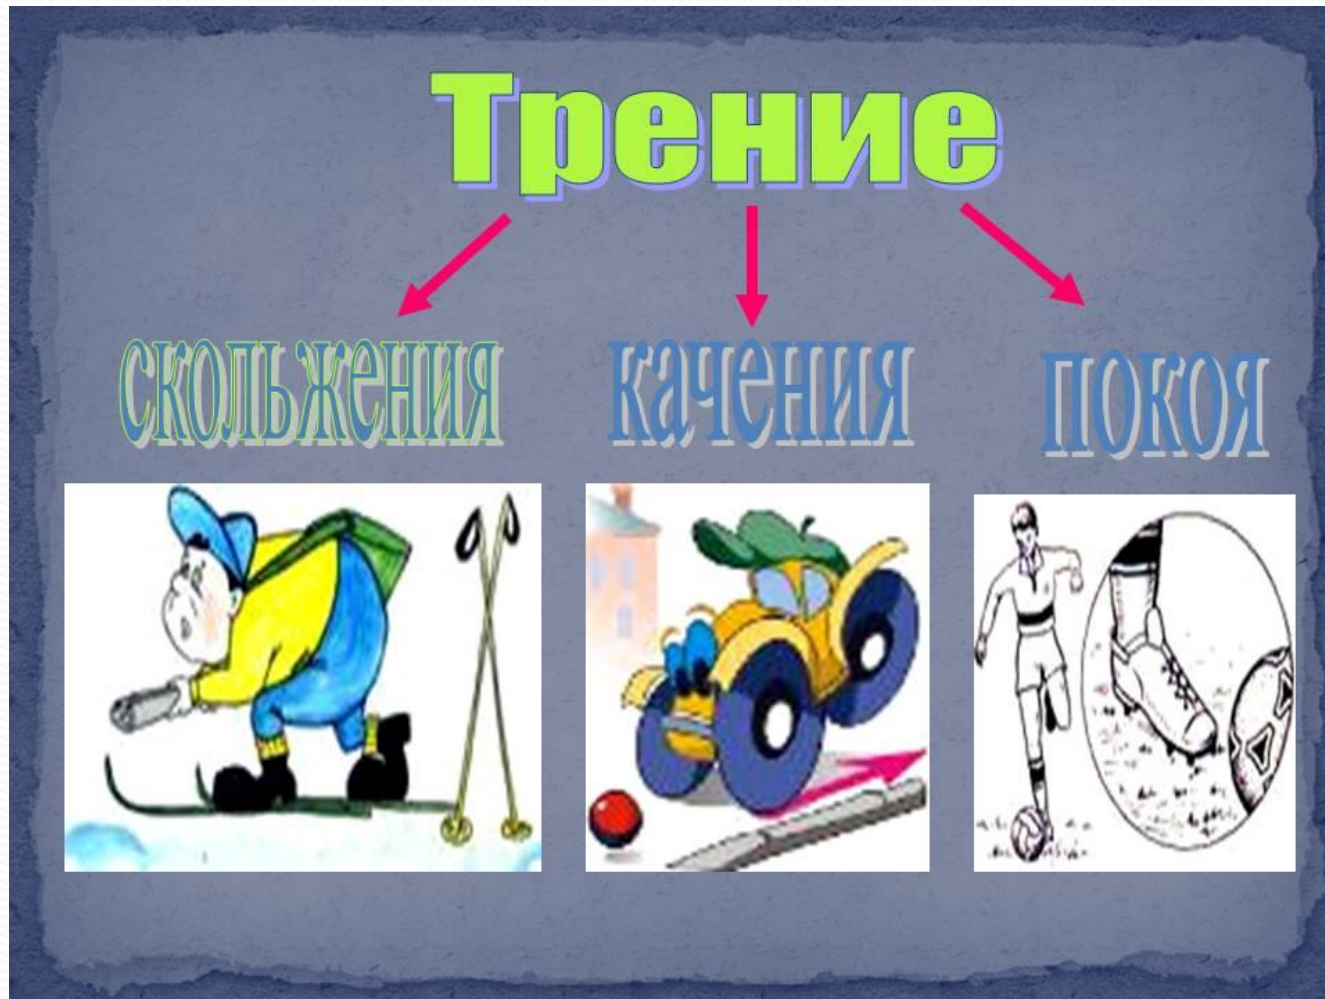 Трение
скольжения
качения
покоя